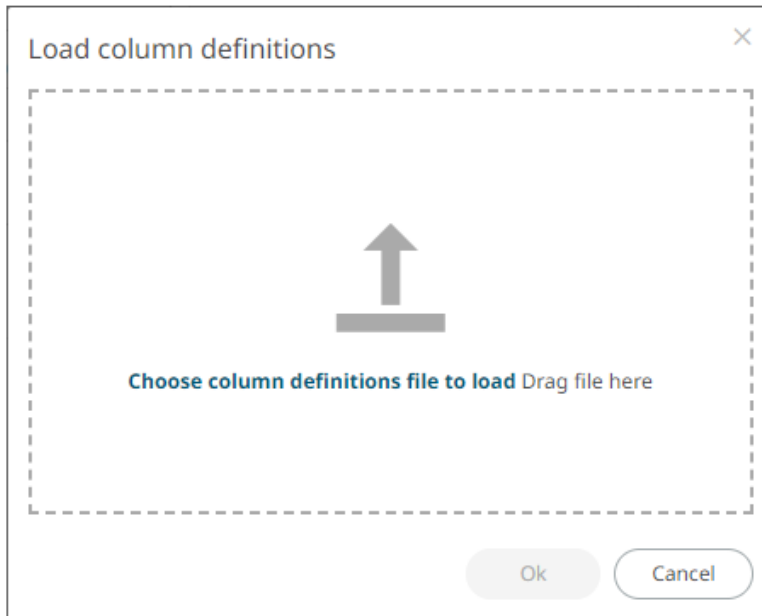 Load column definitions
Choose column definitions file to load Drag file here
Ok
Cancel